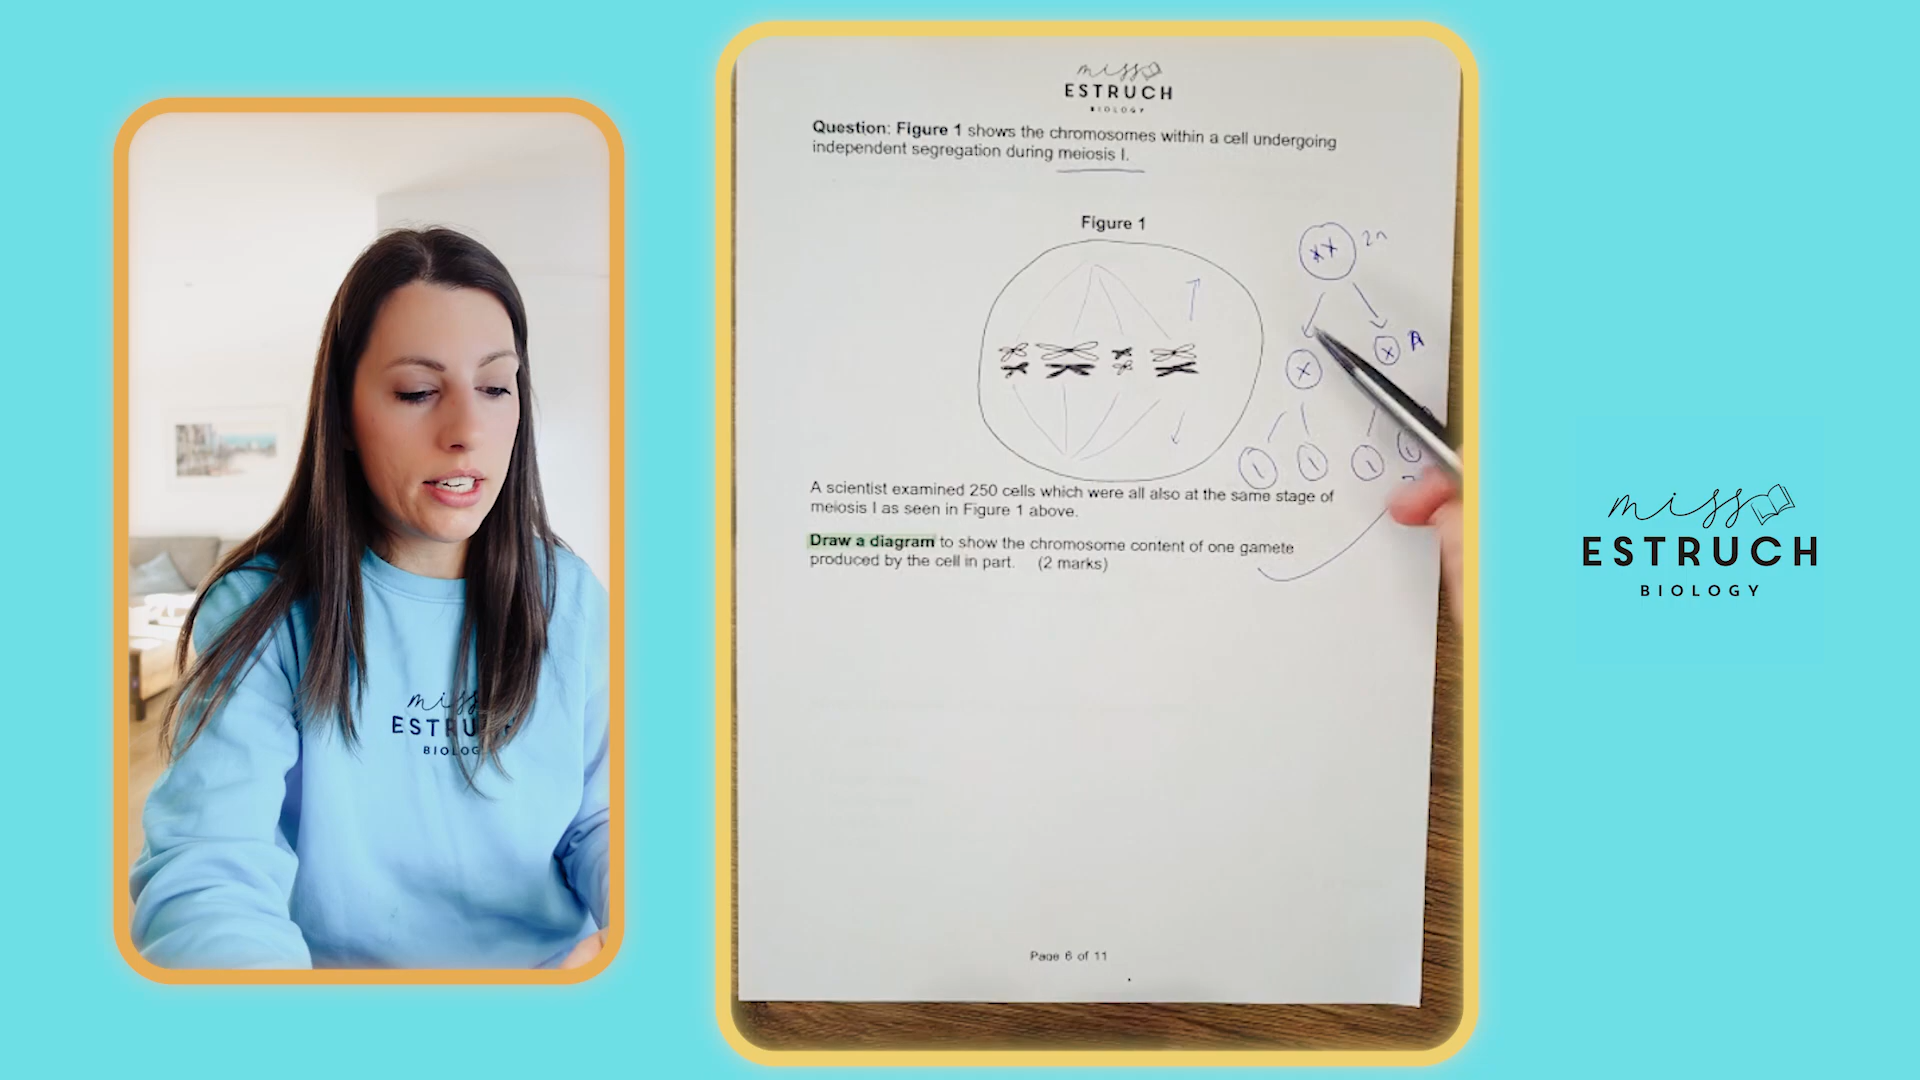 miss
ESTRUCH
BIOLOGY
Question: Figure 1 shows the chromosomes within a cell undergoing
independent segregation during meiosis I.
Figure 1
2n
A scientist examined 250 cells which were all also at the same stage of
meiosis I as seen in Figure 1 above.
Draw a diagram to show the chromosome content of one gamete
produced by the cell in part. (2 marks)
Page 6 of 11
miss
ESTRU
BIOLOG
miss
ESTRUCH
BIOLOGY